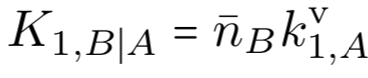 K_{1,B|A} = \bar{n}_B k^{\mathrm{v}}_{1,A}